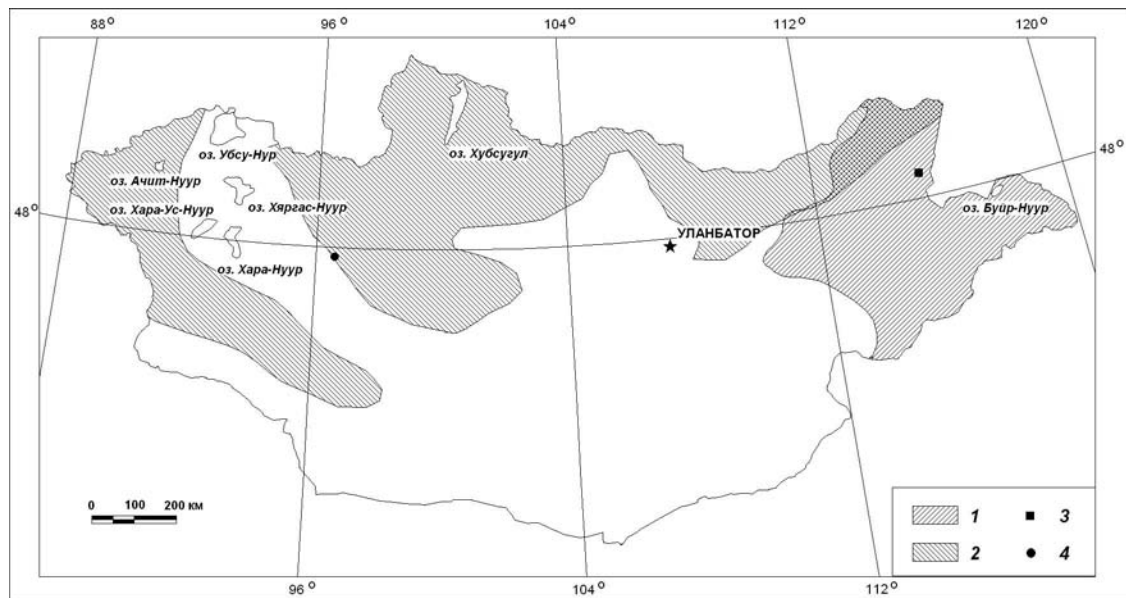 88°
96°
104°
112°
120°
оз. Убсу-Нур
оз. Хубсугул
48°
оз. Ачит-Нуур
48°
оз. Хара-Ус-Нуур
оз. Хяргас-Нуур
оз. Буйр-Нуур
УЛАНБАТОР
оз. Хара-Нуур
0 100 200 км
1 3
2 4
96°
104°
112°